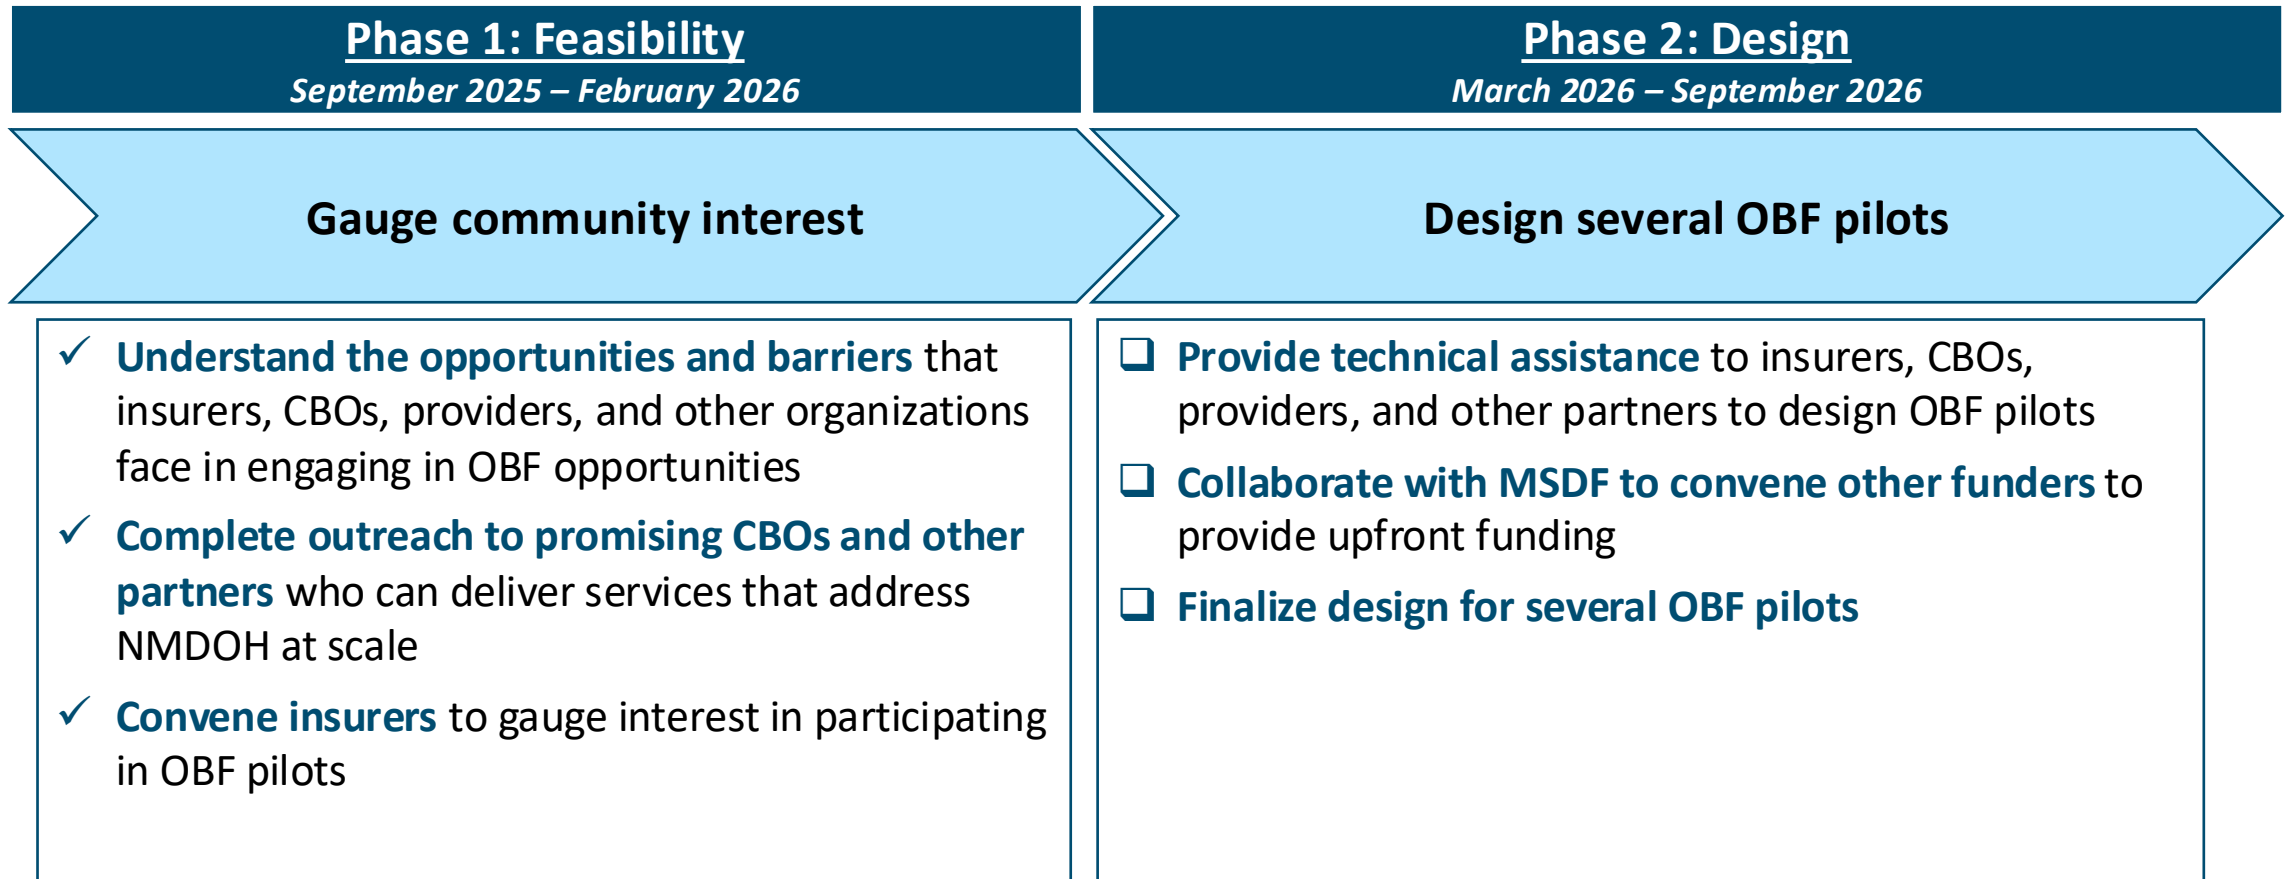 Phase 1: Feasibility
September 2025 – February 2026
Gauge community interest
✓ Understand the opportunities and barriers that
insurers, CBOs, providers, and other organizations
face in engaging in OBF opportunities
✓ Complete outreach to promising CBOs and other
partners who can deliver services that address
NMDOH at scale
✓ Convene insurers to gauge interest in participating
in OBF pilots
Phase 2: Design
March 2026 – September 2026
Design several OBF pilots
❑ Provide technical assistance to insurers, CBOs,
providers, and other partners to design OBF pilots
❑ Collaborate with MSDF to convene other funders to
provide upfront funding
❑ Finalize design for several OBF pilots